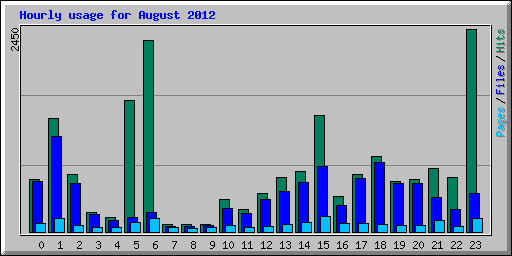 Hourly usage for August 2012
2450
Pages/Files/Hits
0 1 2 3 4 5 6 7 8 9 10 11 12 13 14 15 16 17 18 19 20 21 22 23